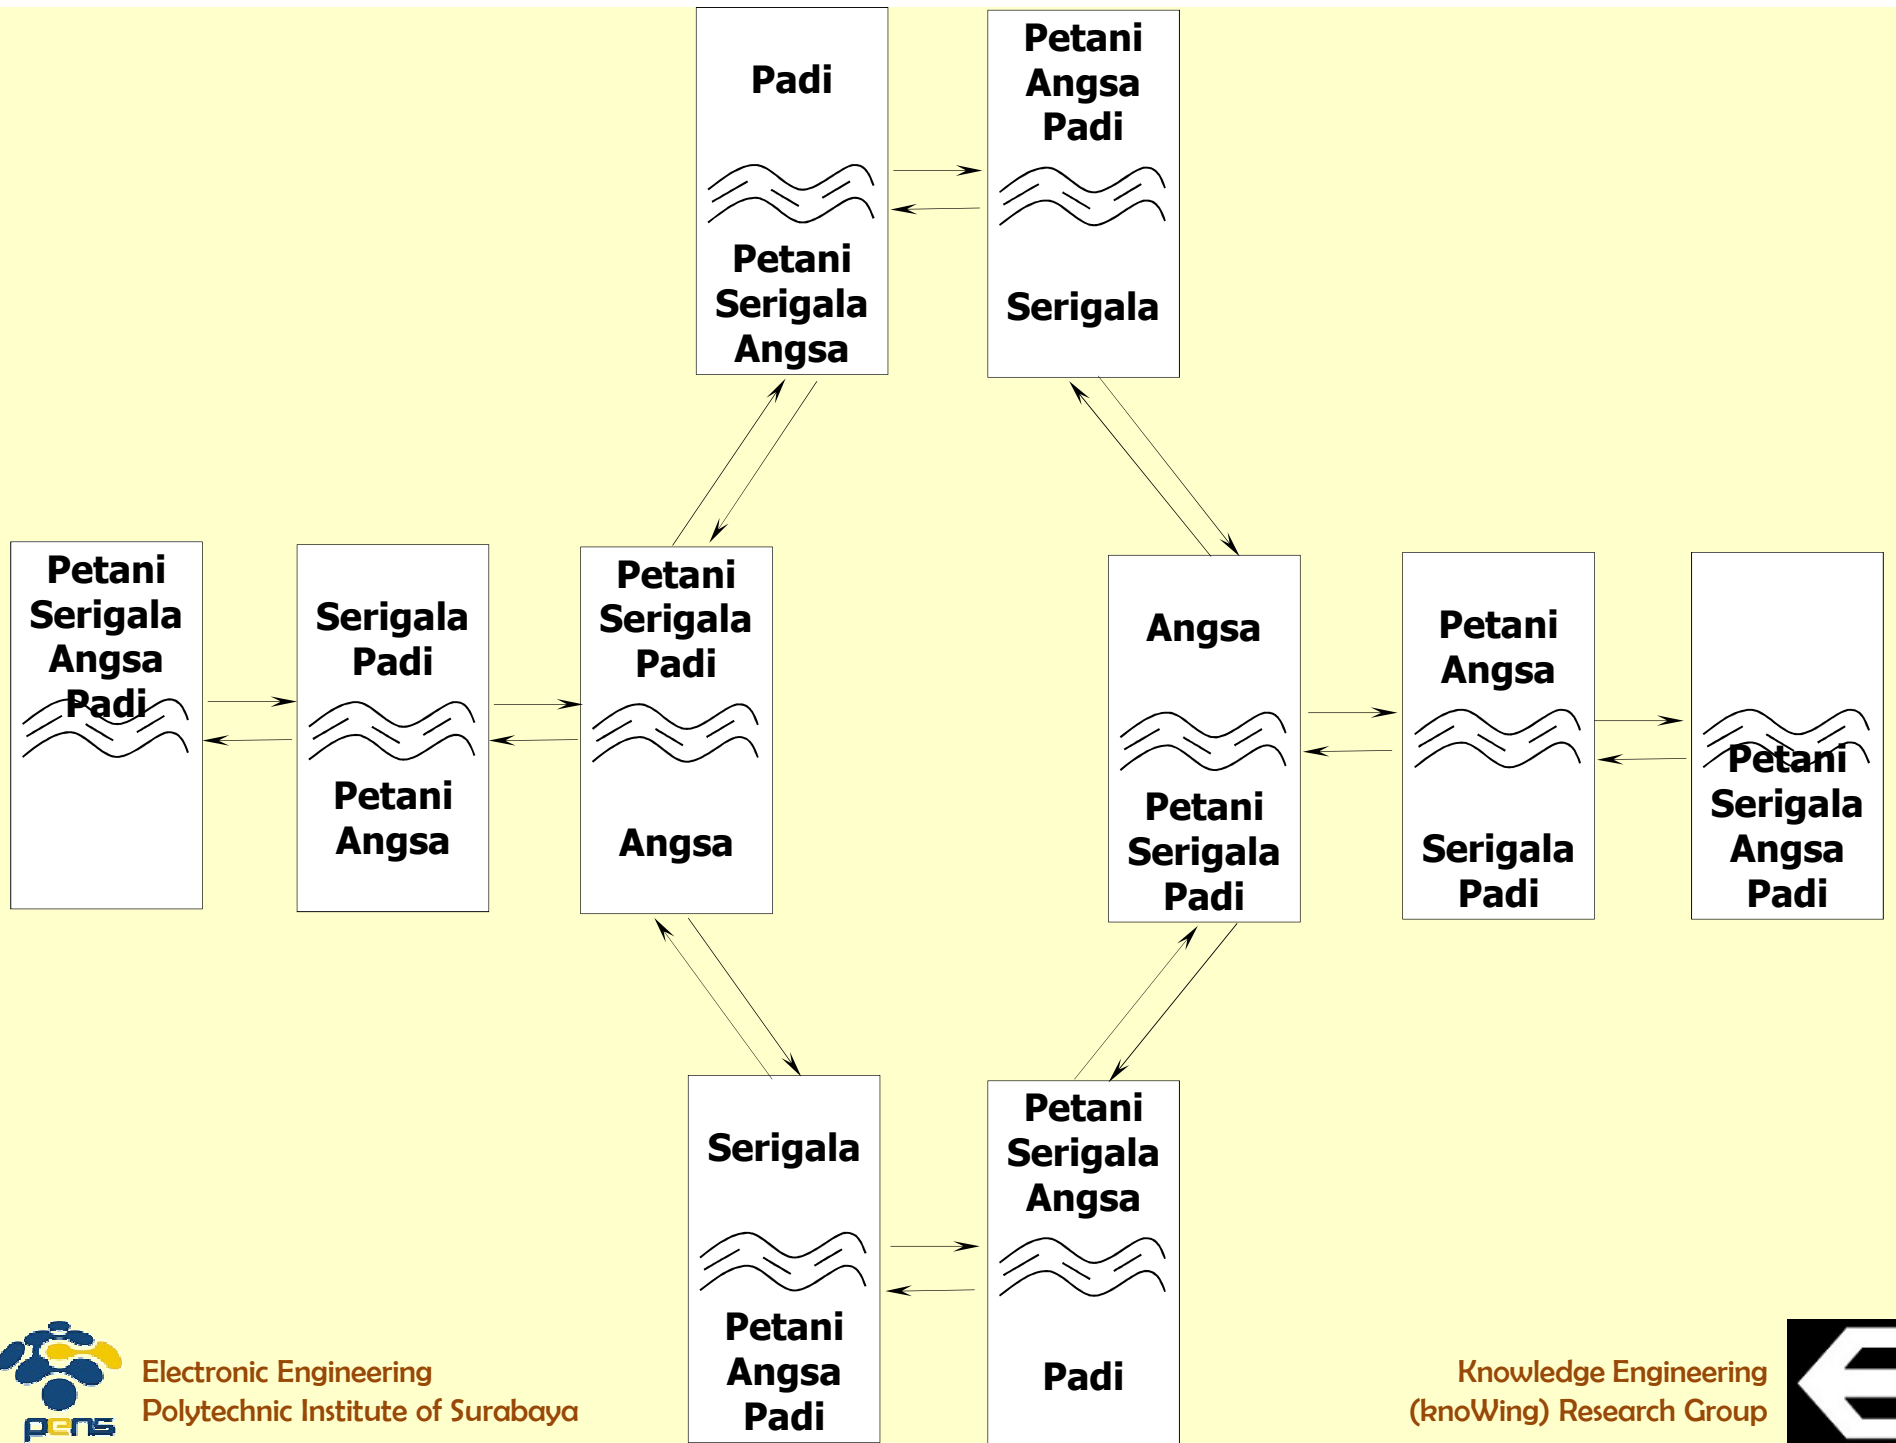 Padi
Petani
Serigala
Angsa
Petani
Angsa
Padi
Serigala
Petani
Serigala
Angsa
Padi
Serigala
Padi
Petani
Angsa
Petani
Serigala
Padi
Angsa
Angsa
Petani
Serigala
Padi
Petani
Angsa
Serigala
Padi
Petani
Serigala
Angsa
Padi
Serigala
Petani
Angsa
Padi
Petani
Serigala
Angsa
Padi
pens
Electronic Engineering
Polytechnic Institute of Surabaya
Knowledge Engineering
(knoWing) Research Group